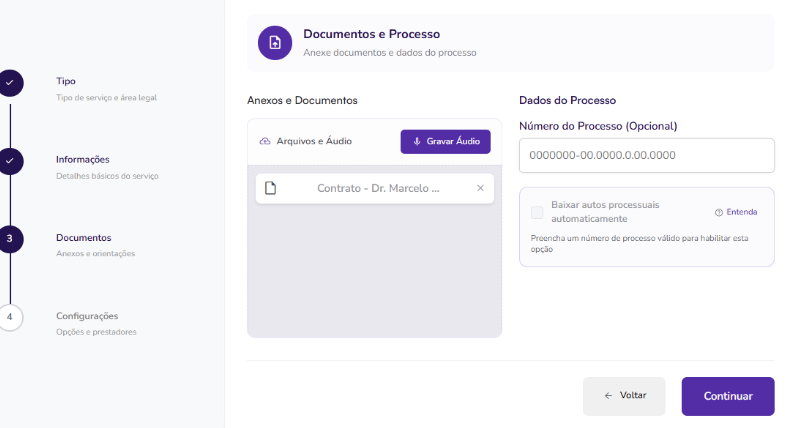 Tipo
Tipo de serviço e área legal
Informações
Detalhes básicos do serviço
3
Documentos
Anexos e orientações
4
Configurações
Opções e prestadores
Documentos e Processo
Anexe documentos e dados do processo
Anexos e Documentos
Arquivos e Áudio
Gravar Áudio
Contrato - Dr. Marcelo ...
Dados do Processo
Número do Processo (Opcional)
0000000-00.0000.0.00.0000
Baixar autos processuais
automaticamente
Entenda
Preencha um número de processo válido para habilitar esta
opção
Voltar
Continuar